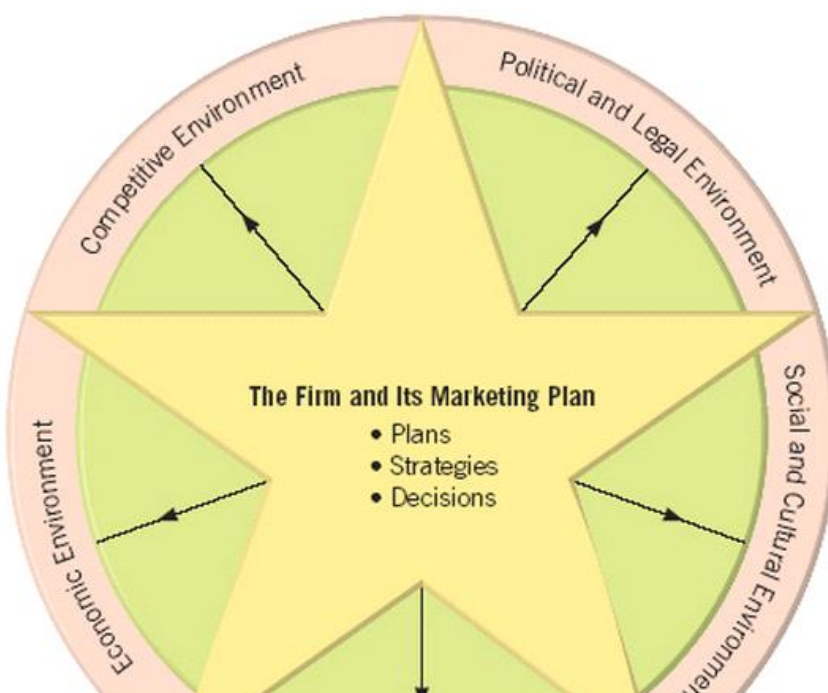 Competitive Environment
Political and Legal Environment
The Firm and Its Marketing Plan
• Plans
• Strategies
• Decisions
Economic Environment
Social and Cultural Environmen